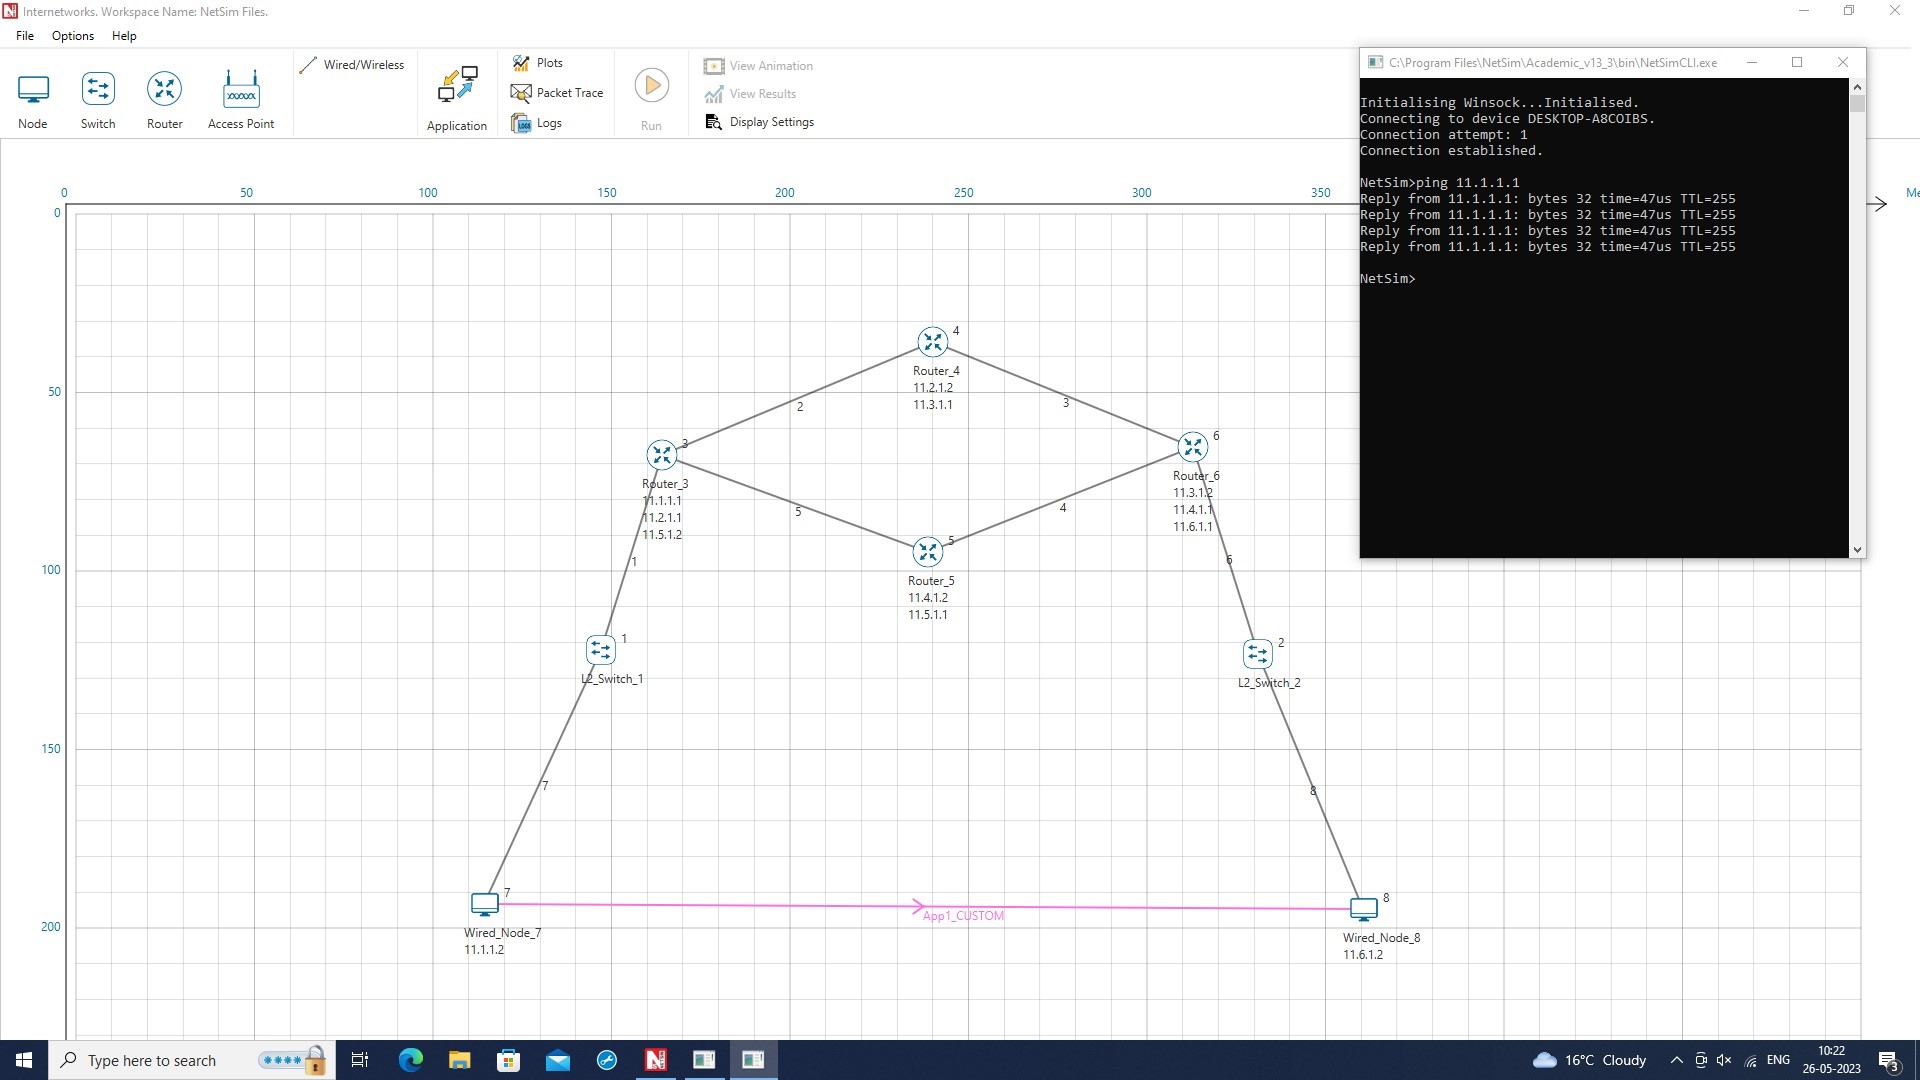 Internetworks. Workspace Name: NetSim Files.
File Options Help
Node
Switch
Router
Access Point
Wired/Wireless
Application
Plots
Packet Trace
Logs
Run
View Animation
View Results
Display Settings
C:\Program Files\NetSim\Academic_v13_3\bin\NetSimCLI.exe
Initialising Winsock...Initialised.
Connecting to device DESKTOP-A8COIBS.
Connection attempt: 1
Connection established.
NetSim>ping 11.1.1.1
Reply from 11.1.1.1: bytes 32 time=47us TTL=255
Reply from 11.1.1.1: bytes 32 time=47us TTL=255
Reply from 11.1.1.1: bytes 32 time=47us TTL=255
Reply from 11.1.1.1: bytes 32 time=47us TTL=255
NetSim>
0 50 100 150 200 250 300 350 Me
0
50
100
150
200
4
Router_4
11.2.1.2
11.3.1.1
2
3
3
Router_3
11.1.1.1
11.2.1.1
11.5.1.2
6
Router_6
11.3.1.2
11.4.1.1
11.6.1.1
5
4
5
Router_5
11.4.1.2
11.5.1.1
1
6
1
L2_Switch_1
2
L2_Switch_2
7
8
7
Wired_Node_7
11.1.1.2
App1_CUSTOM
8
Wired_Node_8
11.6.1.2
Type here to search
16°C Cloudy
ENG
10:22
26-05-2023
3